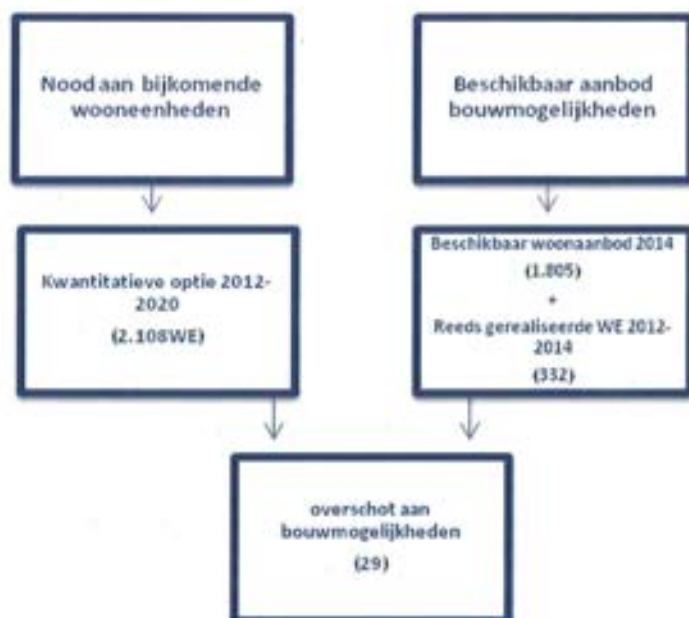 Nood aan bijkomende
wooneenheden
Beschikbaar aanbod
bouwmogelijkheden
Kwantitatieve optie 2012-
2020
(2.108WE)
Beschikbaar woonaanbod 2014
(1.805)
+
Reeds gerealiseerde WE 2012-
2014
(332)
overschot aan
bouwmogelijkheden
(29)